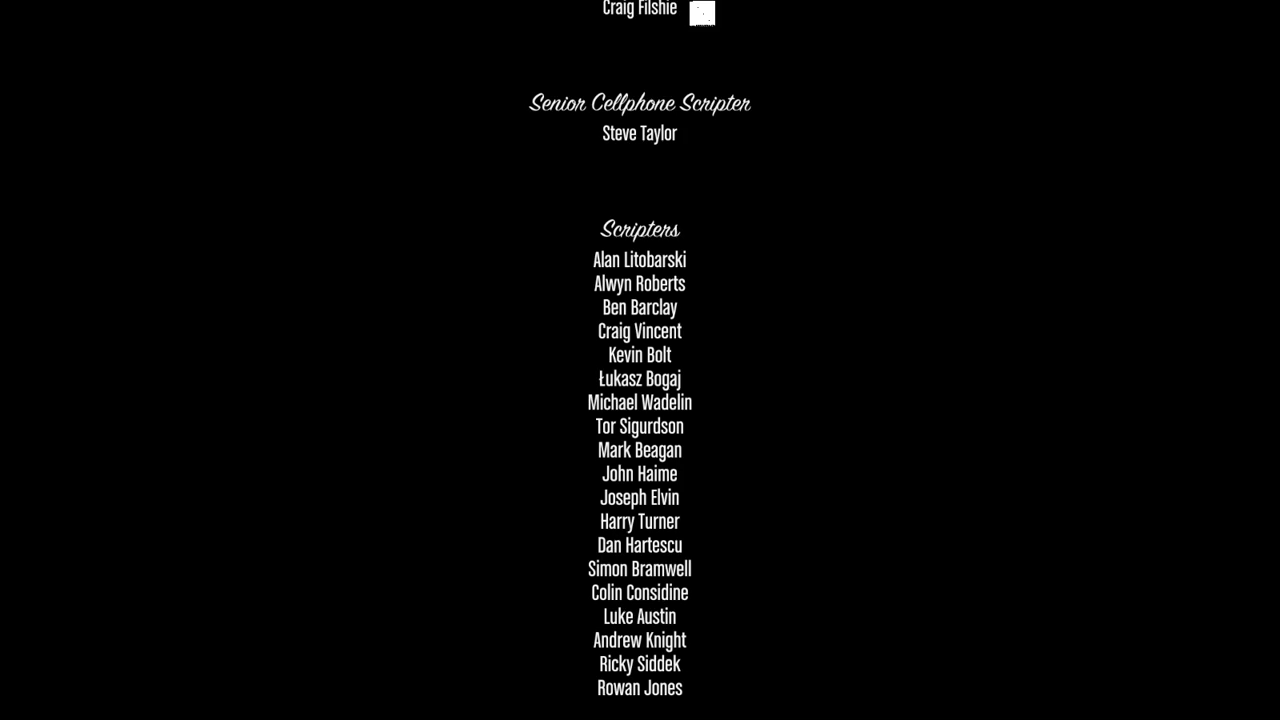 Craig Filshie
Senior Cellphone Scripter
Steve Taylor
Scripters
Alan Litobarski
Alwyn Roberts
Ben Barclay
Craig Vincent
Kevin Bolt
Łukasz Bogaj
Michael Wadelin
Tor Sigurdson
Mark Beagan
John Haime
Joseph Elvin
Harry Turner
Dan Hartescu
Simon Bramwell
Colin Considine
Luke Austin
Andrew Knight
Ricky Siddek
Rowan Jones